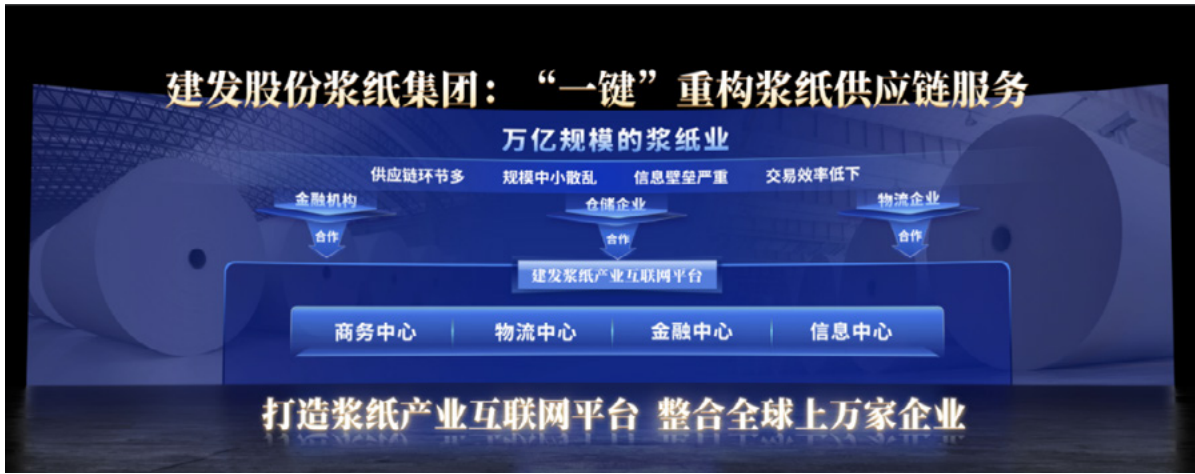 建发股份浆纸集团：“一键”重构浆纸供应链服务
万亿规模的浆纸业
供应链环节多 规模中小散乱 信息壁垒严重 交易效率低下
金融机构 仓储企业 物流企业
合作 合作 合作
建发浆纸产业互联网平台
商务中心 物流中心 金融中心 信息中心
打造浆纸产业互联网平台 整合全球上万家企业